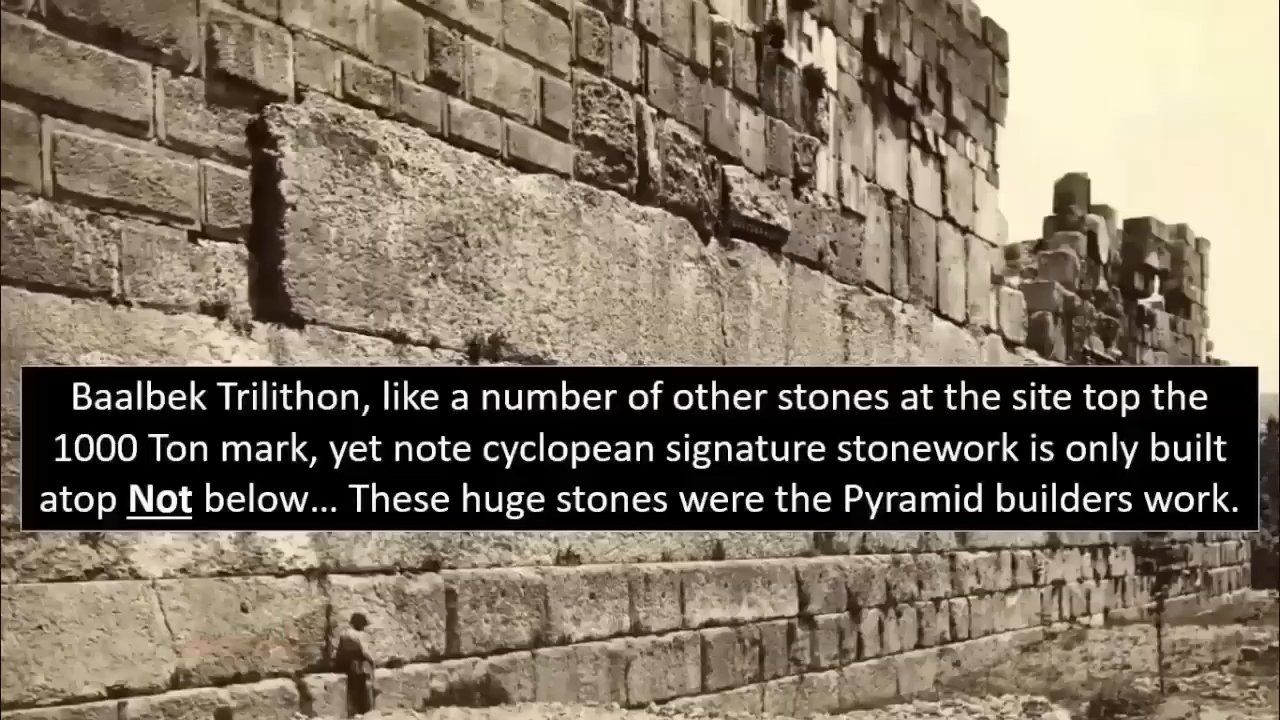 Baalbek Trilithon, like a number of other stones at the site top the
1000 Ton mark, yet note cyclopean signature stonework is only built
atop Not below... These huge stones were the Pyramid builders work.